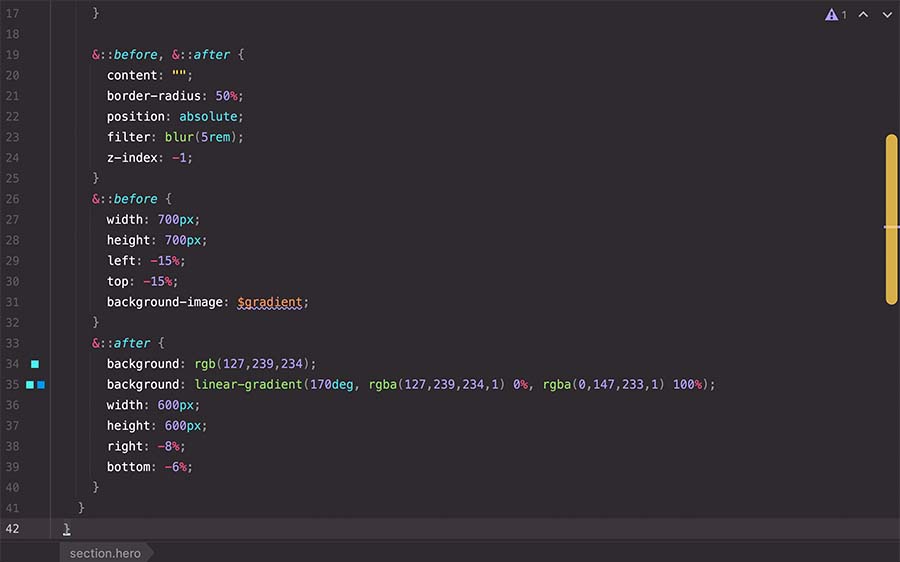 17 }
18
19 &::before, &::after {
20 content: "";
21 border-radius: 50%;
22 position: absolute;
23 filter: blur(5rem);
24 z-index: -1;
25 }
26 &::before {
27 width: 700px;
28 height: 700px;
29 left: -15%;
30 top: -15%;
31 background-image: $gradient;
32 }
33 &::after {
34 background: rgb(127,239,234);
35 background: linear-gradient(170deg, rgba(127,239,234,1) 0%, rgba(0,147,233,1) 100%);
36 width: 600px;
37 height: 600px;
38 right: -8%;
39 bottom: -6%;
40 }
41 }
42 }
1
section.hero